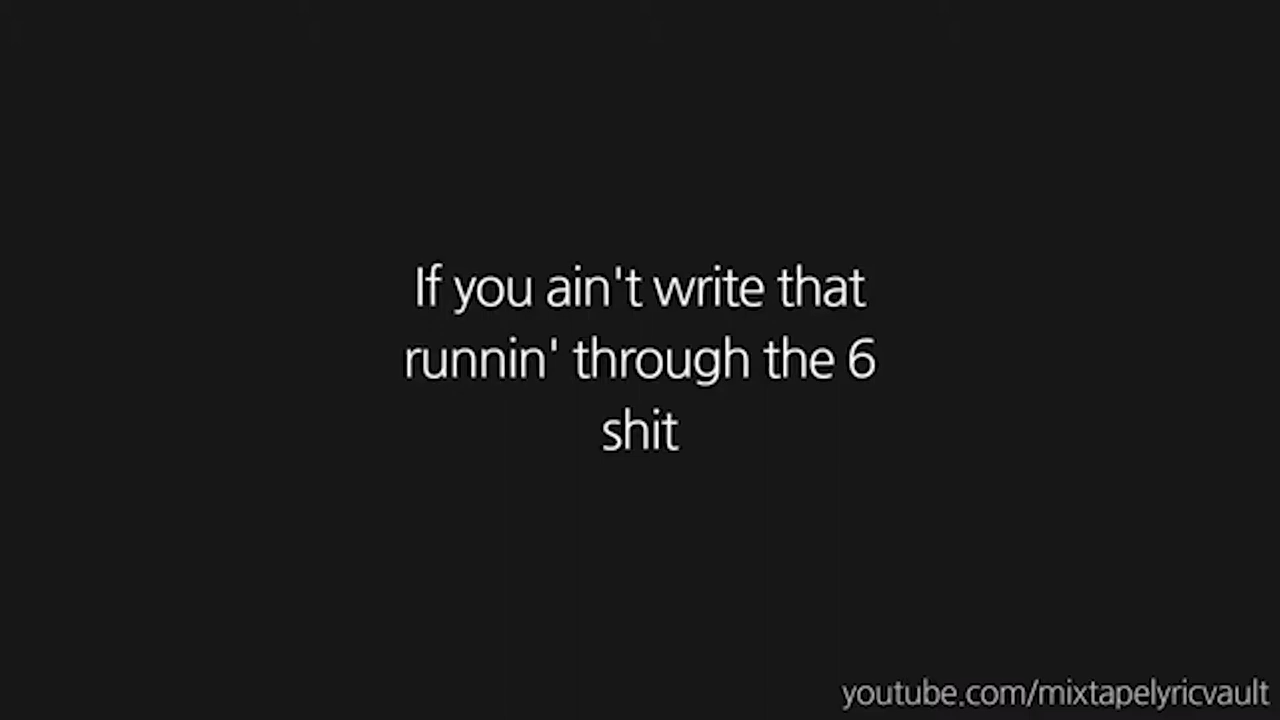 If you ain't write that
runnin' through the 6
shit
youtube.com/mixtapelyricvault